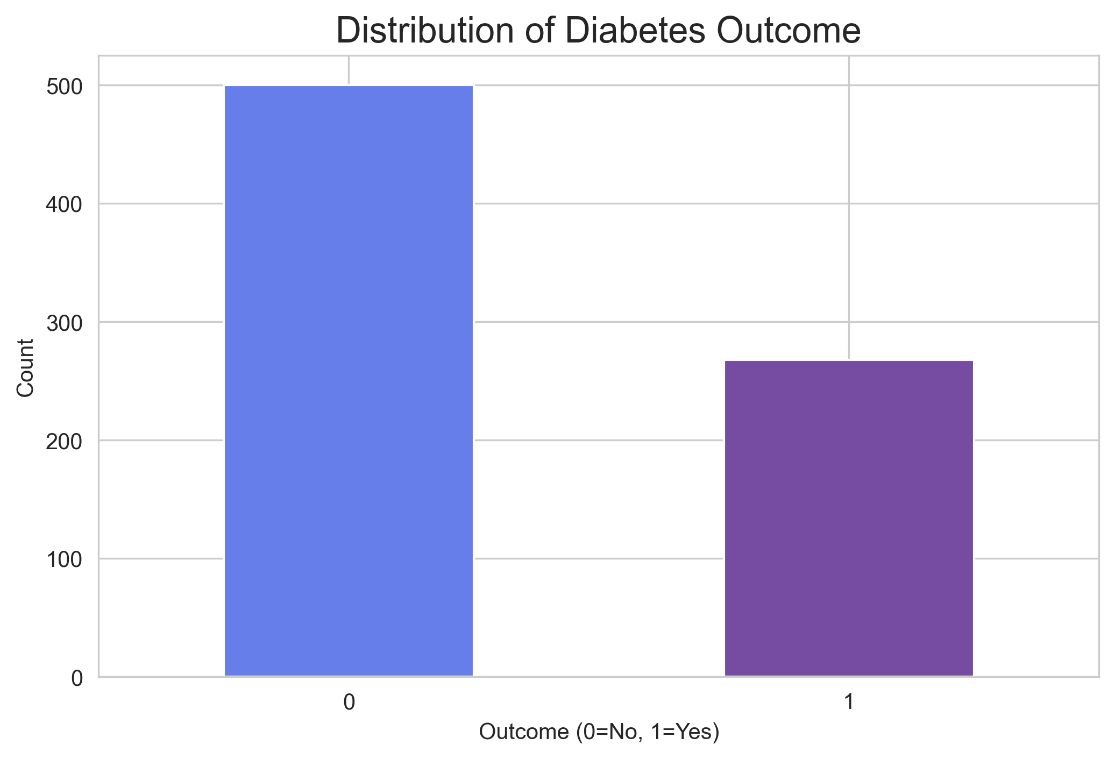 Distribution of Diabetes Outcome
500
400
300
200
100
0
Count
0
1
Outcome (0=No, 1=Yes)